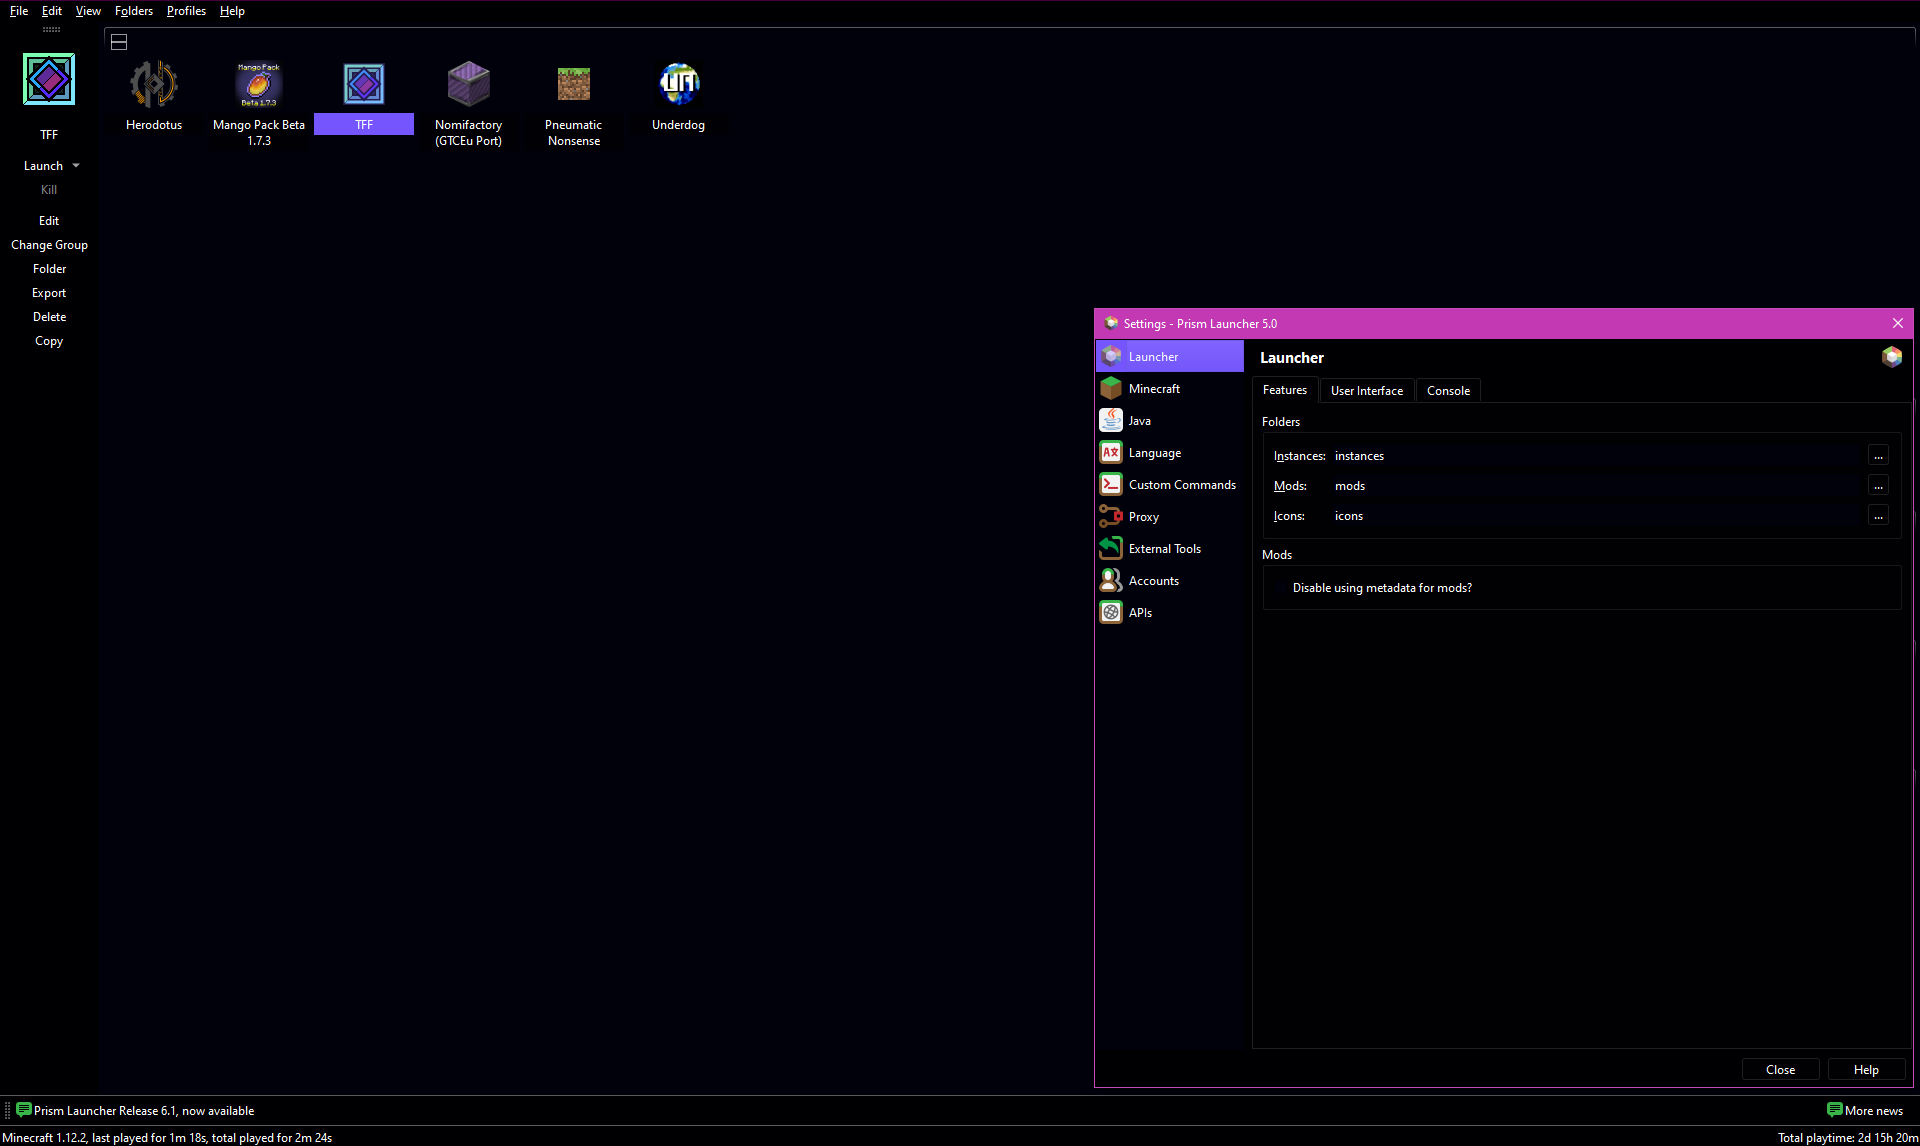 File Edit View Folders Profiles Help
TFF
Launch
Kill
Edit
Change Group
Folder
Export
Delete
Copy
Herodotus
Mango Pack
Beta 1.7.3
Mango Pack Beta
1.7.3
TFF
Nomifactory
(GTCEu Port)
Pneumatic
Nonsense
Underdog
Settings - Prism Launcher 5.0
Launcher
Minecraft
Java
Language
Custom Commands
Proxy
External Tools
Accounts
APIs
Launcher
Features User Interface Console
Folders
Instances: instances ...
Mods: mods ...
Icons: icons ...
Mods
Disable using metadata for mods?
Close Help
Prism Launcher Release 6.1, now available
More news
Minecraft 1.12.2, last played for 1m 18s, total played for 2m 24s
Total playtime: 2d 15h 20m